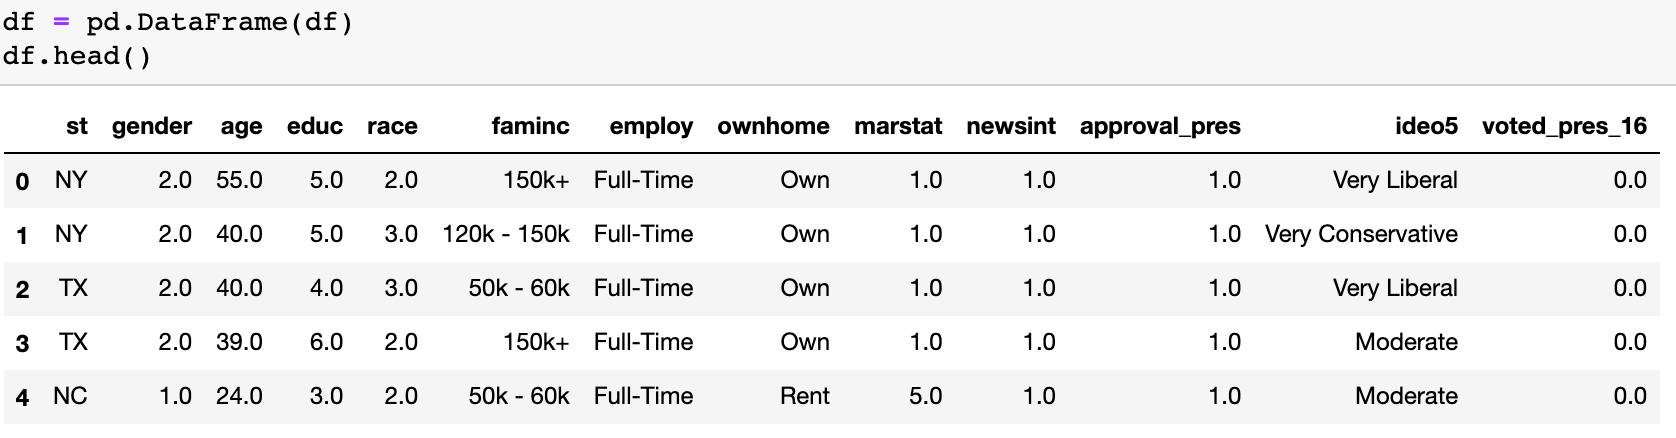 df = pd.DataFrame(df)
df.head()
st gender age educ race faminc employ ownhome marstat newsint approval_pres ideo5 voted_pres_16
0 NY 2.0 55.0 5.0 2.0 150k+ Full-Time Own 1.0 1.0 1.0 Very Liberal 0.0
1 NY 2.0 40.0 5.0 3.0 120k - 150k Full-Time Own 1.0 1.0 1.0 Very Conservative 0.0
2 TX 2.0 40.0 4.0 3.0 50k - 60k Full-Time Own 1.0 1.0 1.0 Very Liberal 0.0
3 TX 2.0 39.0 6.0 2.0 150k+ Full-Time Own 1.0 1.0 1.0 Moderate 0.0
4 NC 1.0 24.0 3.0 2.0 50k - 60k Full-Time Rent 5.0 1.0 1.0 Moderate 0.0